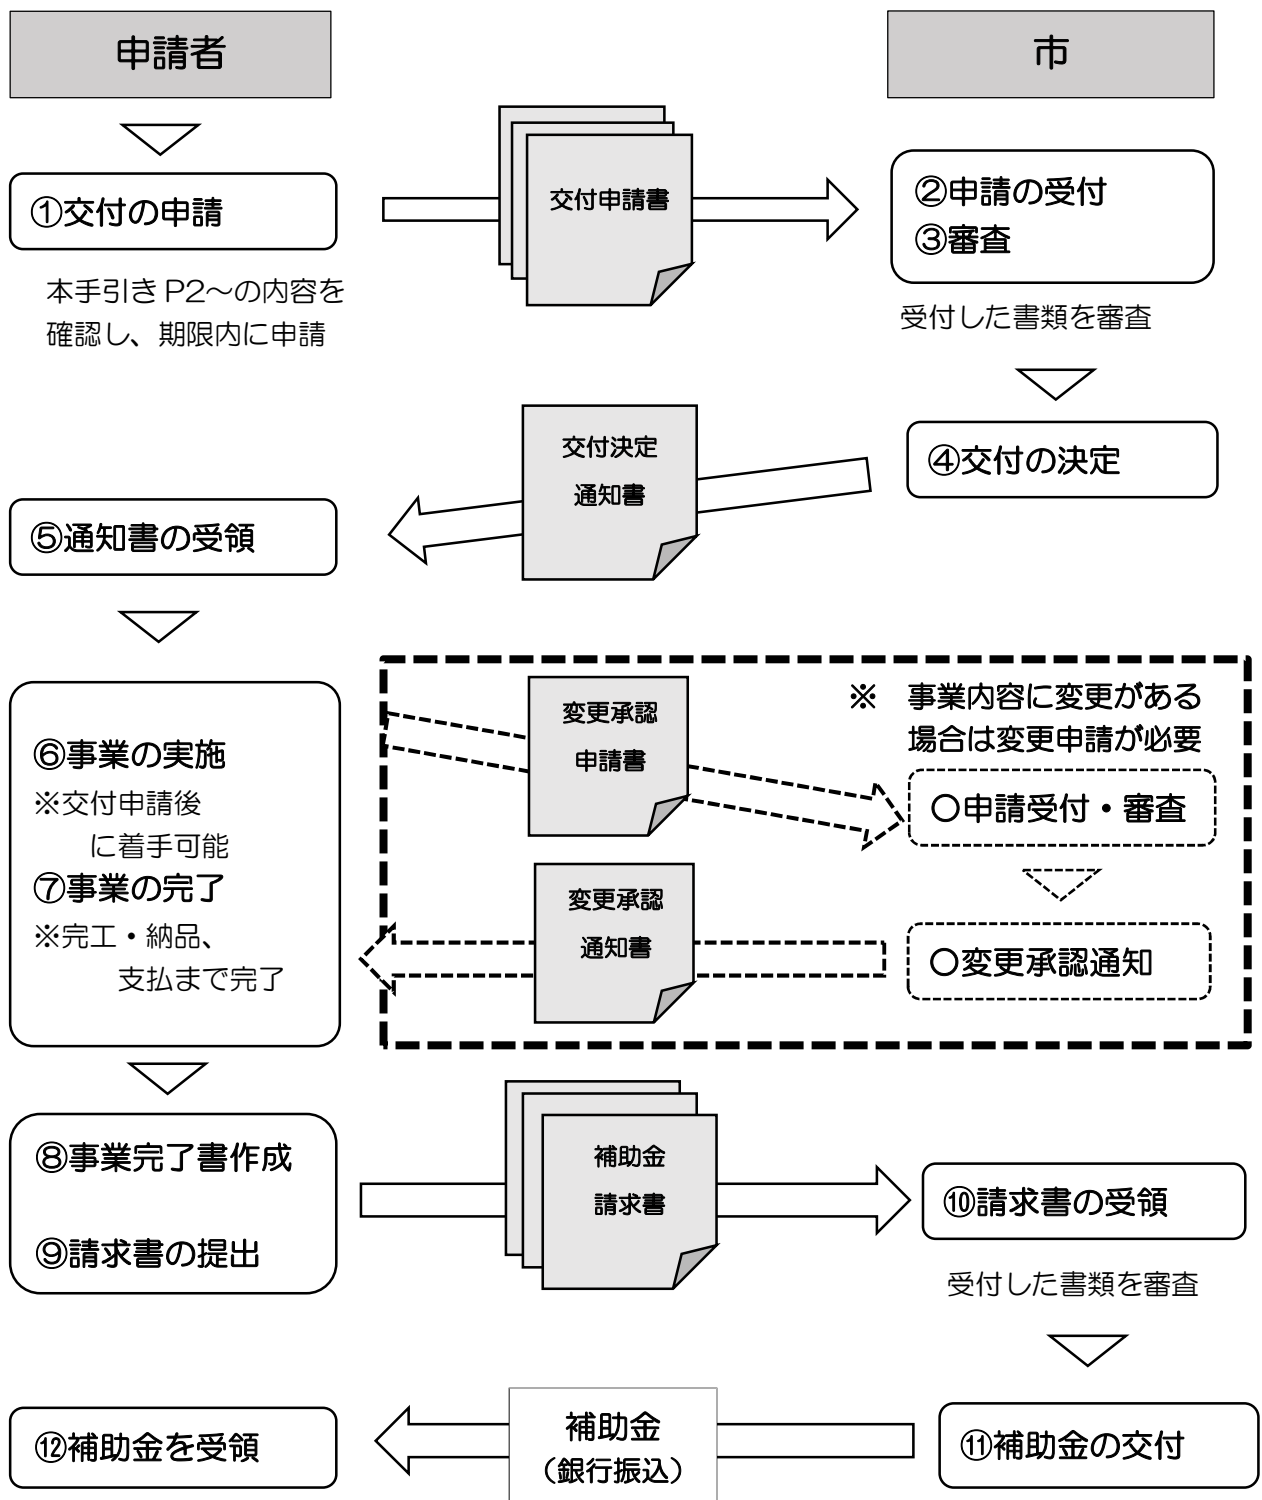 申請者
市
①交付の申請
本手引き P2～の内容を
確認し、期限内に申請
交付申請書
②申請の受付
③審査
受付した書類を審査
④交付の決定
交付決定
通知書
⑤通知書の受領
⑥事業の実施
※交付申請後
に着手可能
⑦事業の完了
※完工・納品、
支払まで完了
※ 事業内容に変更がある
場合は変更申請が必要
変更承認
申請書
〇申請受付・審査
変更承認
通知書
〇変更承認通知
⑧事業完了書作成
⑨請求書の提出
補助金
請求書
⑩請求書の受領
受付した書類を審査
⑪補助金の交付
補助金
（銀行振込）
⑫補助金を受領